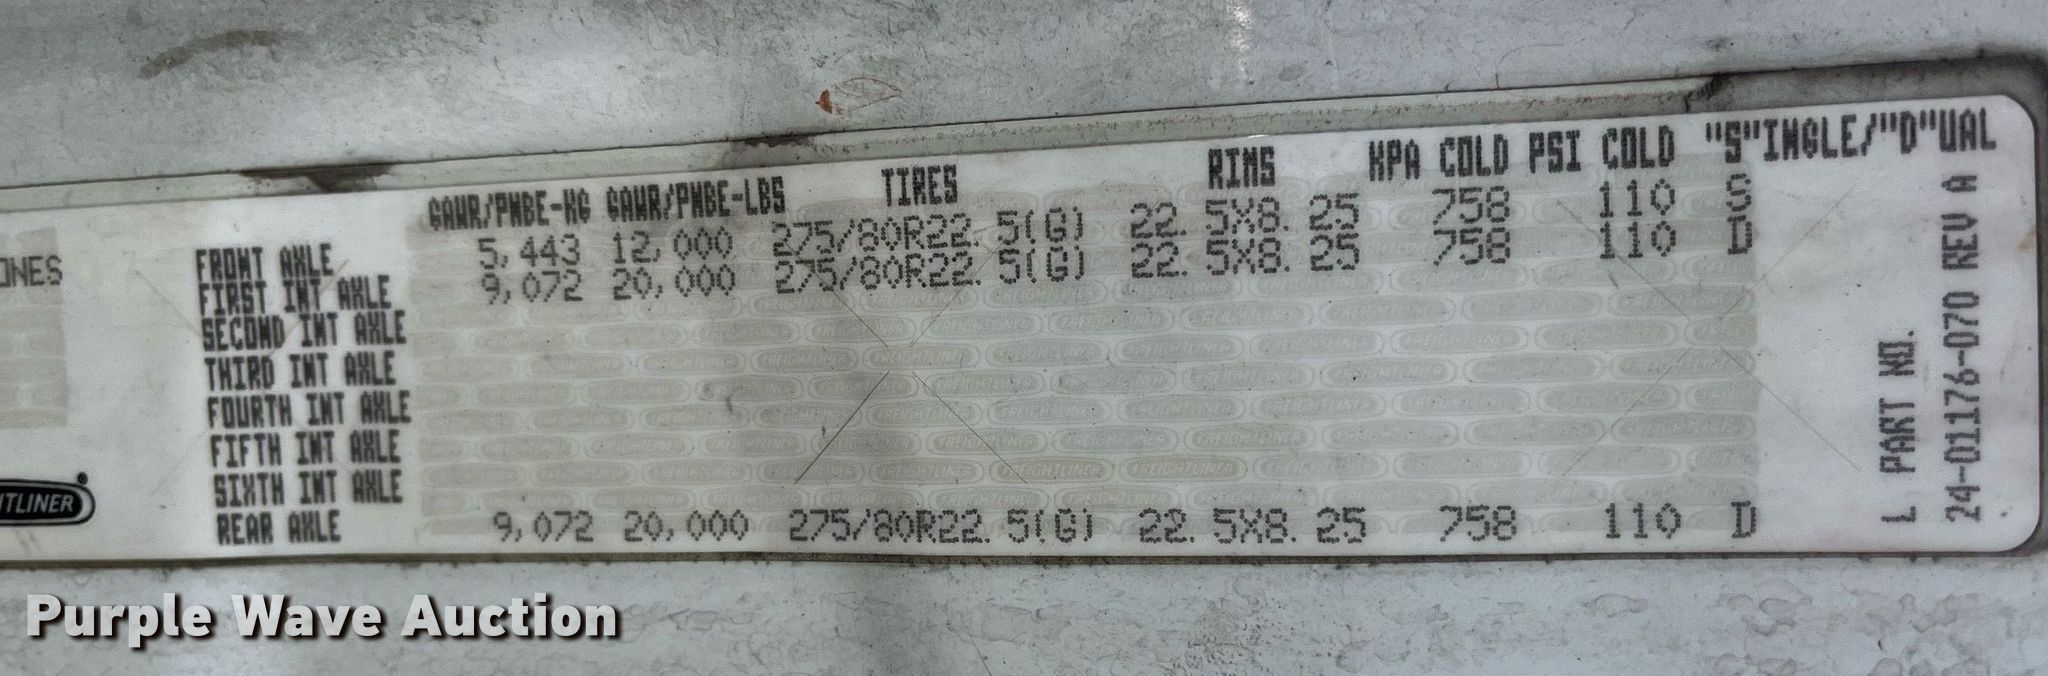 GAWR/PNBE-KG GAWR/PNBE-LBS TIRES RIMS KPA COLD PSI COLD "S"INGLE/"D"UAL
FRONT AXLE 5,443 12,000 275/80R22.5(G) 22.5X8.25 758 110 S
FIRST INT AXLE 9,072 20,000 275/80R22.5(G) 22.5X8.25 758 110 D
SECOND INT AXLE
THIRD INT AXLE
FOURTH INT AXLE
FIFTH INT AXLE
SIXTH INT AXLE
REAR AXLE 9,072 20,000 275/80R22.5(G) 22.5X8.25 758 110 D
L PART NO.
24-01176-070 REV A
ONES
HTLINER
Purple Wave Auction